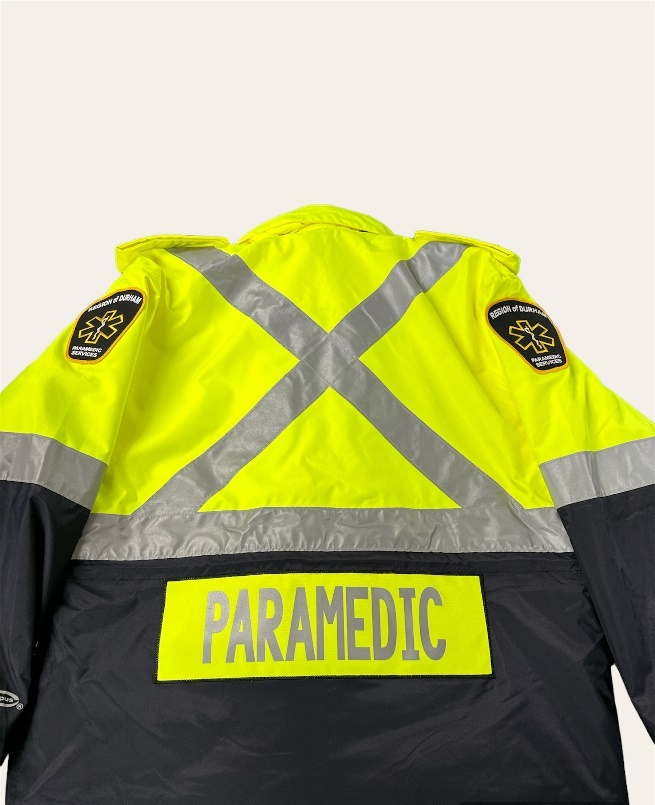 REGION of DURHAM
PARAMEDIC
SERVICES
REGION of DURHAM
PARAMEDIC
SERVICES
PARAMEDIC